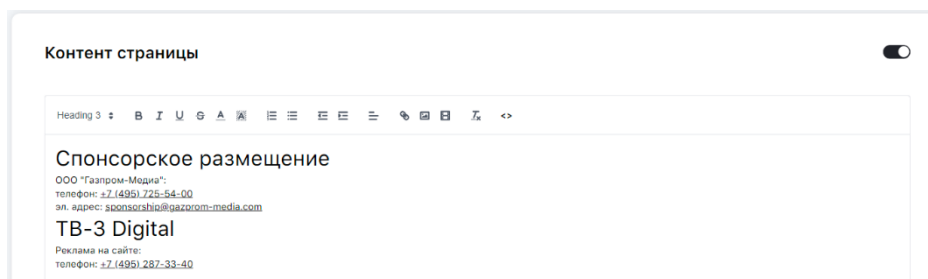 Контент страницы
Heading 3
Спонсорское размещение
ООО "Газпром-Медиа":
телефон: +7 (495) 725-54-00
эл. адрес: sponsorship@gazprom-media.com
ТВ-3 Digital
Реклама на сайте:
телефон: +7 (495) 287-33-40